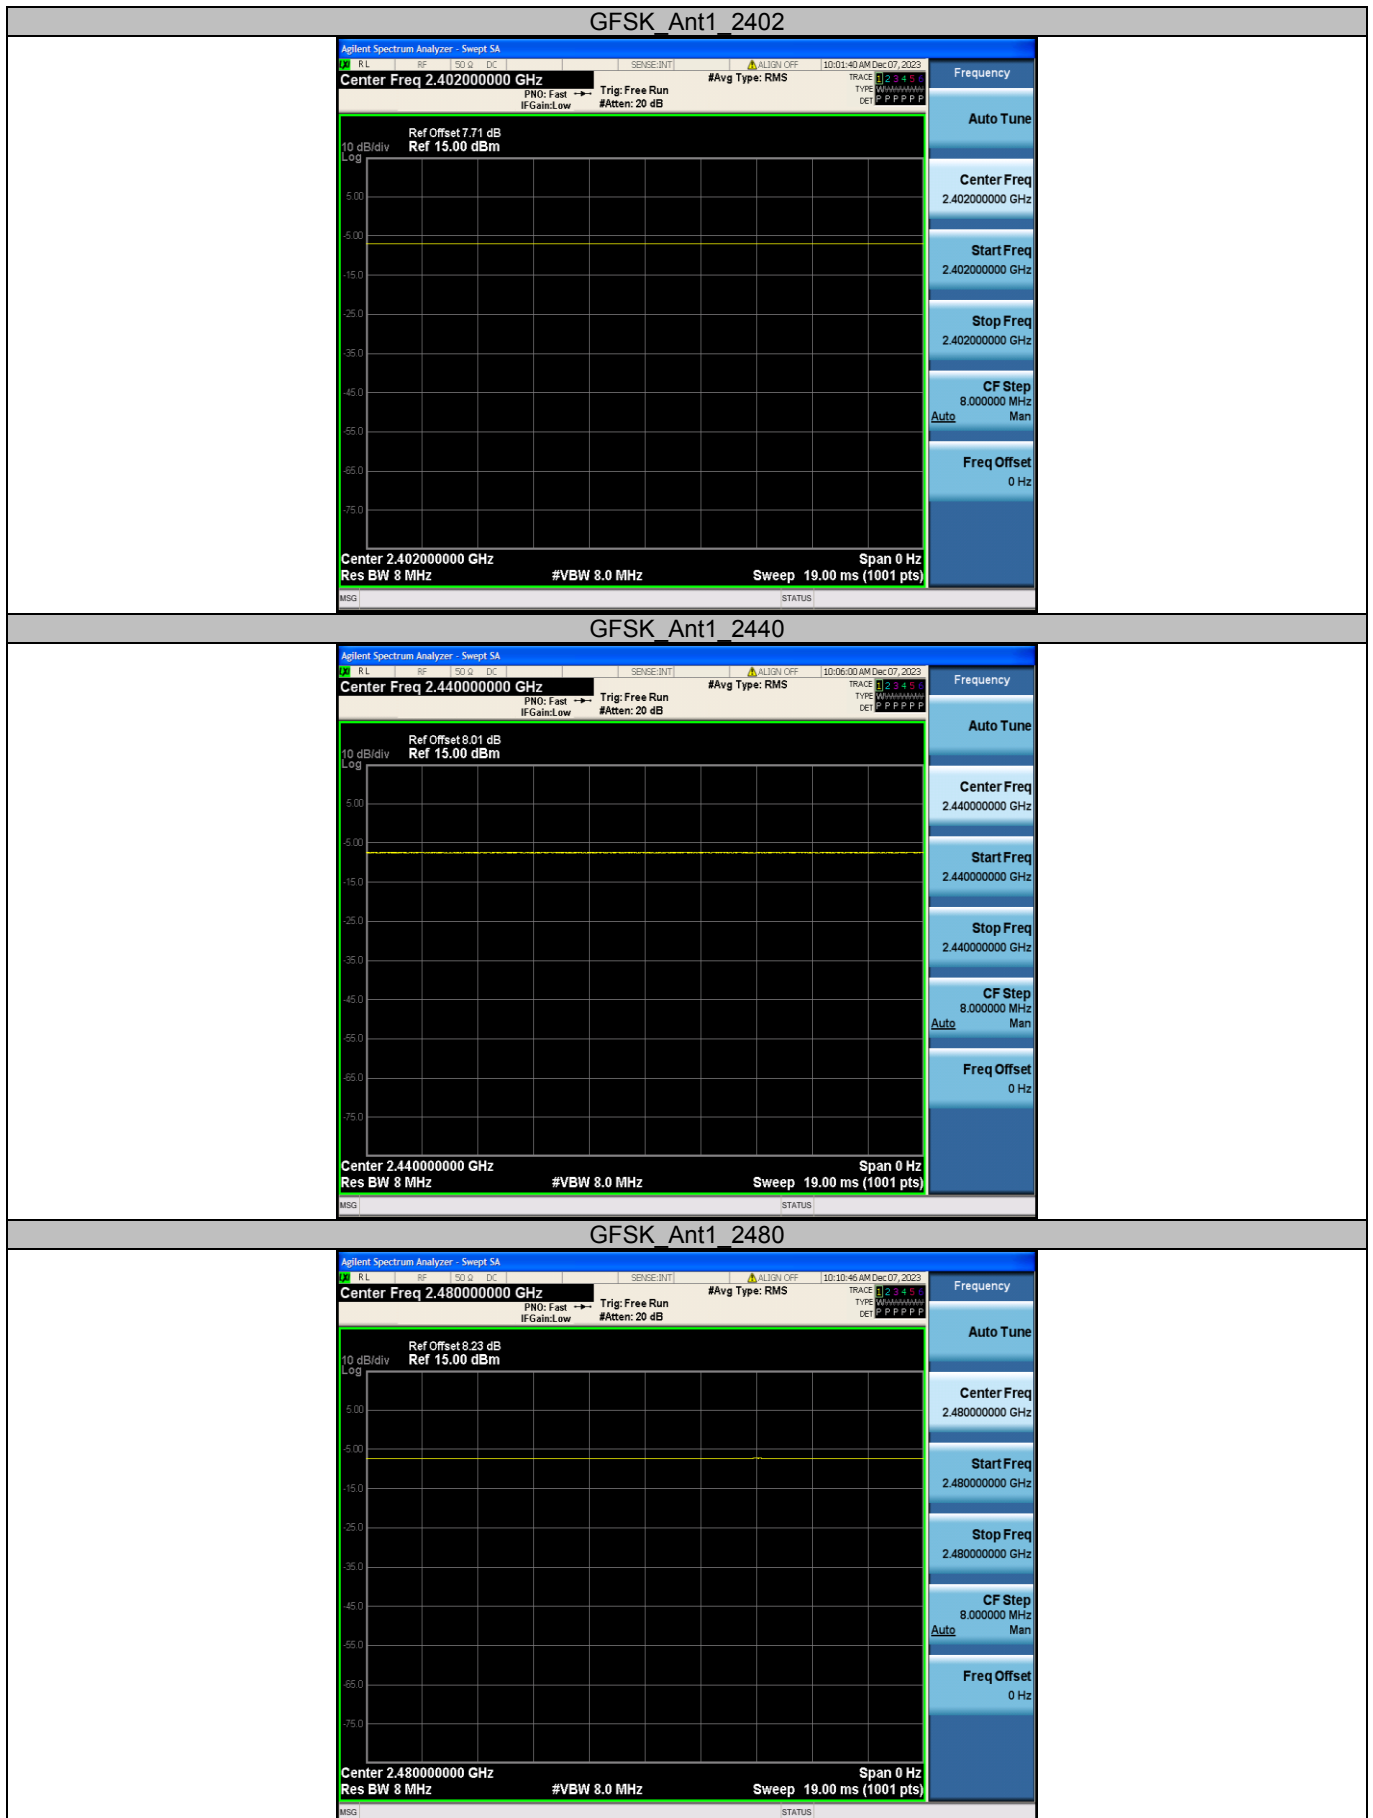 GFSK_Ant1_2402
Agilent Spectrum Analyzer - Swept SA
RL RF 50 Ω DC SENSE:INT ALIGN OFF 10:01:40 AM Dec 07, 2023
Center Freq 2.402000000 GHz
#Avg Type: RMS
TRACE 1 2 3 4 5 6
PNO: Fast Trig: Free Run
TYPE
IFGain:Low #Atten: 20 dB
DET P P P P P P
Frequency
Auto Tune
Ref Offset 7.71 dB
10 dB/div Ref 15.00 dBm
Log
5.00
-5.00
-15.0
-25.0
-35.0
-45.0
-55.0
-65.0
-75.0
Center Freq
2.402000000 GHz
Start Freq
2.402000000 GHz
Stop Freq
2.402000000 GHz
CF Step
8.000000 MHz
Auto Man
Freq Offset
0 Hz
Center 2.402000000 GHz Span 0 Hz
Res BW 8 MHz #VBW 8.0 MHz Sweep 19.00 ms (1001 pts)
MSG STATUS
GFSK_Ant1_2440
Agilent Spectrum Analyzer - Swept SA
RL RF 50 Ω DC SENSE:INT ALIGN OFF 10:06:00 AM Dec 07, 2023
Center Freq 2.440000000 GHz
#Avg Type: RMS
TRACE 1 2 3 4 5 6
PNO: Fast Trig: Free Run
TYPE
IFGain:Low #Atten: 20 dB
DET P P P P P P
Frequency
Auto Tune
Ref Offset 8.01 dB
10 dB/div Ref 15.00 dBm
Log
5.00
-5.00
-15.0
-25.0
-35.0
-45.0
-55.0
-65.0
-75.0
Center Freq
2.440000000 GHz
Start Freq
2.440000000 GHz
Stop Freq
2.440000000 GHz
CF Step
8.000000 MHz
Auto Man
Freq Offset
0 Hz
Center 2.440000000 GHz Span 0 Hz
Res BW 8 MHz #VBW 8.0 MHz Sweep 19.00 ms (1001 pts)
MSG STATUS
GFSK_Ant1_2480
Agilent Spectrum Analyzer - Swept SA
RL RF 50 Ω DC SENSE:INT ALIGN OFF 10:10:46 AM Dec 07, 2023
Center Freq 2.480000000 GHz
#Avg Type: RMS
TRACE 1 2 3 4 5 6
PNO: Fast Trig: Free Run
TYPE
IFGain:Low #Atten: 20 dB
DET P P P P P P
Frequency
Auto Tune
Ref Offset 8.23 dB
10 dB/div Ref 15.00 dBm
Log
5.00
-5.00
-15.0
-25.0
-35.0
-45.0
-55.0
-65.0
-75.0
Center Freq
2.480000000 GHz
Start Freq
2.480000000 GHz
Stop Freq
2.480000000 GHz
CF Step
8.000000 MHz
Auto Man
Freq Offset
0 Hz
Center 2.480000000 GHz Span 0 Hz
Res BW 8 MHz #VBW 8.0 MHz Sweep 19.00 ms (1001 pts)
MSG STATUS